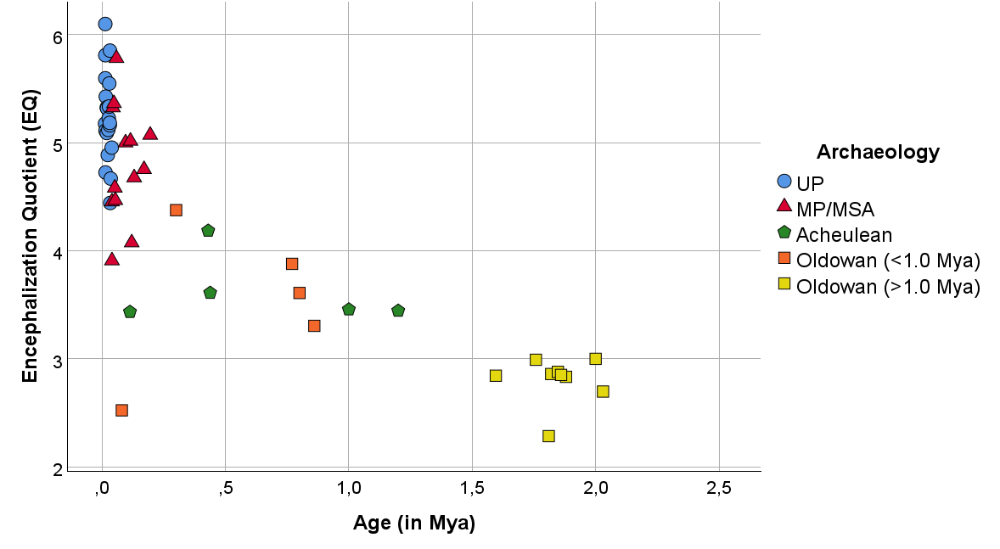 6
5
4
3
2
,0 ,5 1,0 1,5 2,0 2,5
Encephalization Quotient (EQ)
Age (in Mya)
Archaeology
UP
MP/MSA
Acheulean
Oldowan (<1.0 Mya)
Oldowan (>1.0 Mya)